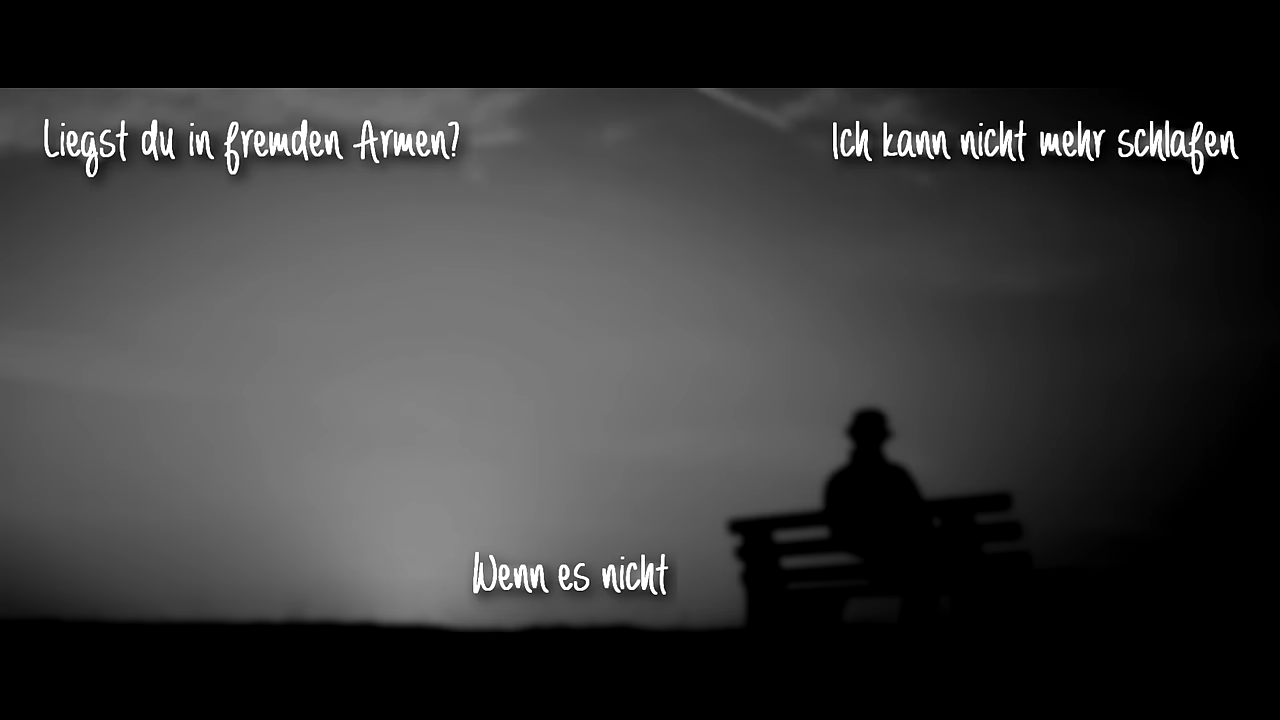 Liegst du in fremden Armen?
Ich kann nicht mehr schlafen
Wenn es nicht